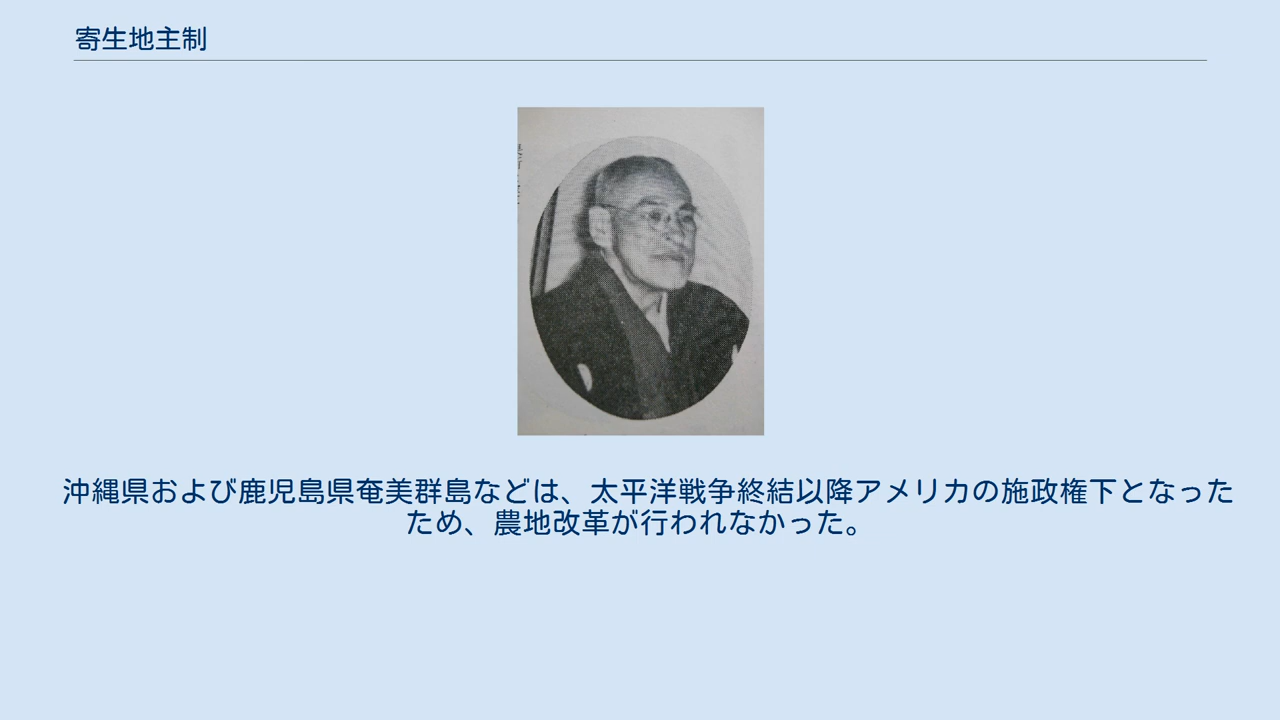 寄生地主制
沖縄県および鹿児島県奄美群島などは、太平洋戦争終結以降アメリカの施政権下となった
ため、農地改革が行われなかった。